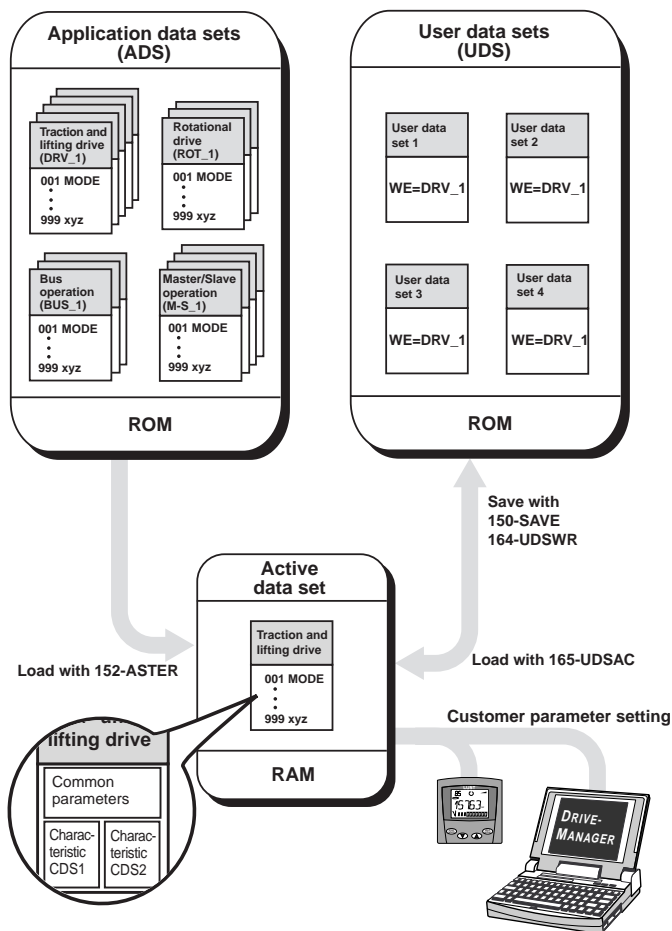 Application data sets
(ADS)
Traction and
lifting drive
(DRV_1)
001 MODE
999 xyz
Rotational
drive
(ROT_1)
001 MODE
999 xyz
Bus
operation
(BUS_1)
001 MODE
999 xyz
Master/Slave
operation
(M-S_1)
001 MODE
999 xyz
ROM
User data sets
(UDS)
User data
set 1
WE=DRV_1
User data
set 2
WE=DRV_1
User data
set 3
WE=DRV_1
User data
set 4
WE=DRV_1
ROM
Save with
150-SAVE
164-UDSWR
Active
data set
Traction and
lifting drive
001 MODE
999 xyz
RAM
Load with 152-ASTER
Load with 165-UDSAC
Customer parameter setting
lifting drive
Common
parameters
Charac-
teristic
CDS1
Charac-
teristic
CDS2
DRIVE-
MANAGER